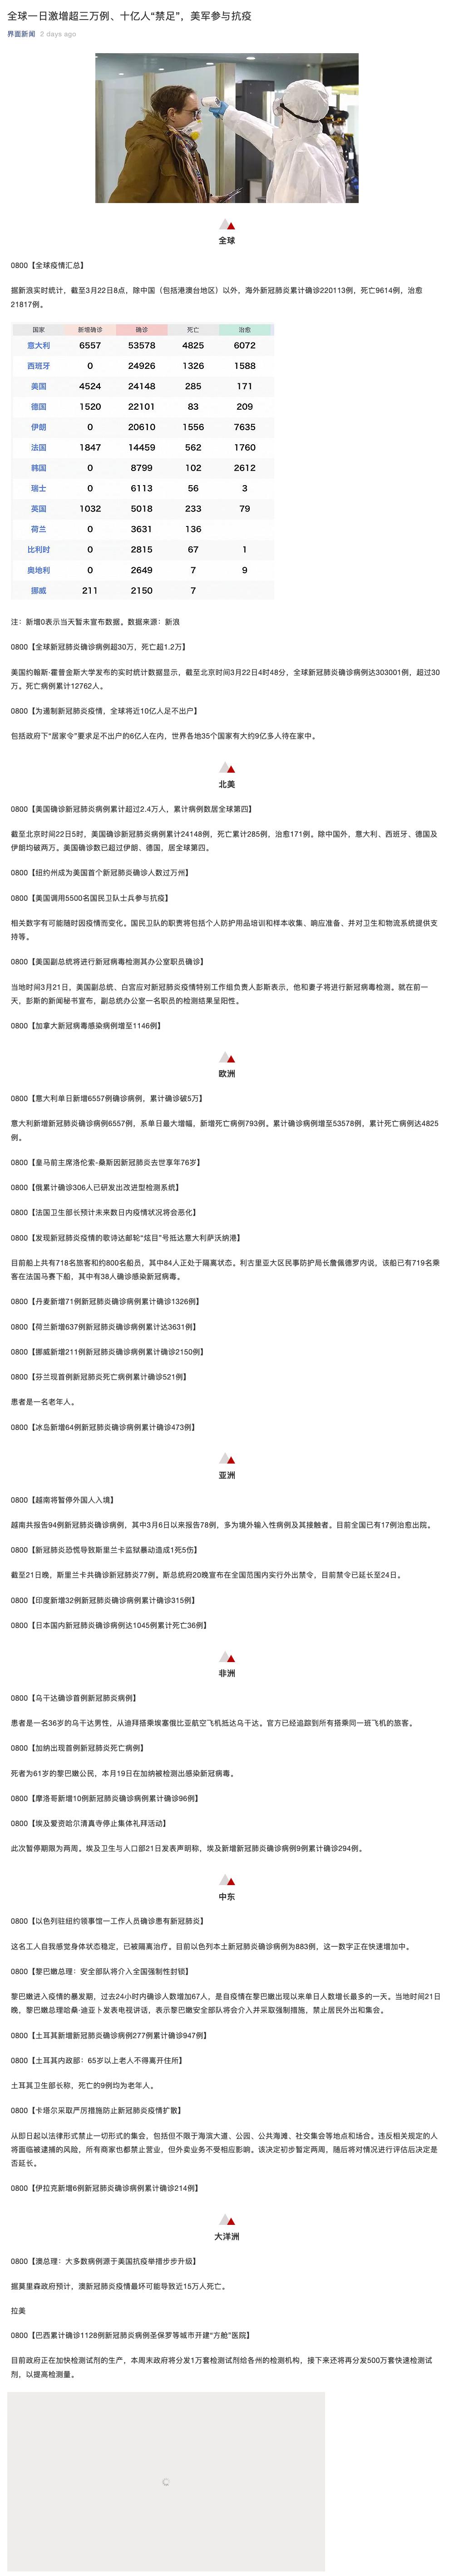 全球一日激增超三万例、十亿人“禁足”，美军参与抗疫
界面新闻 2 days ago
全球
0800【全球疫情汇总】
据新浪实时统计，截至3月22日8点，除中国（包括港澳台地区）以外，海外新冠肺炎累计确诊220113例，死亡9614例，治愈
21817例。
国家 新增确诊 确诊 死亡 治愈
意大利 6557 53578 4825 6072
西班牙 0 24926 1326 1588
美国 4524 24148 285 171
德国 1520 22101 83 209
伊朗 0 20610 1556 7635
法国 1847 14459 562 1760
韩国 0 8799 102 2612
瑞士 0 6113 56 3
英国 1032 5018 233 79
荷兰 0 3631 136
比利时 0 2815 67 1
奥地利 0 2649 7 9
挪威 211 2150 7
注：新增0表示当天暂未宣布数据。数据来源：新浪
0800【全球新冠肺炎确诊病例超30万，死亡超1.2万】
美国约翰斯·霍普金斯大学发布的实时统计数据显示，截至北京时间3月22日4时48分，全球新冠肺炎确诊病例达303001例，超过30
万。死亡病例累计12762人。
0800【为遏制新冠肺炎疫情，全球将近10亿人足不出户】
包括政府下“居家令”要求足不出户的6亿人在内，世界各地35个国家有大约9亿多人待在家中。
北美
0800【美国确诊新冠肺炎病例累计超过2.4万人，累计病例数居全球第四】
截至北京时间22日5时，美国确诊新冠肺炎病例累计24148例，死亡累计285例，治愈171例。除中国外，意大利、西班牙、德国及
伊朗均破两万。美国确诊数已超过伊朗、德国，居全球第四。
0800【纽约州成为美国首个新冠肺炎确诊人数过万州】
0800【美国调用5500名国民卫队士兵参与抗疫】
相关数字有可能随时因疫情而变化。国民卫队的职责将包括个人防护用品培训和样本收集、响应准备、并对卫生和物流系统提供支
持等。
0800【美国副总统将进行新冠病毒检测其办公室职员确诊】
当地时间3月21日，美国副总统、白宫应对新冠肺炎疫情特别工作组负责人彭斯表示，他和妻子将进行新冠病毒检测。就在前一
天，彭斯的新闻秘书宣布，副总统办公室一名职员的检测结果呈阳性。
0800【加拿大新冠病毒感染病例增至1146例】
欧洲
0800【意大利单日新增6557例确诊病例，累计确诊破5万】
意大利新增新冠肺炎确诊病例6557例，系单日最大增幅，新增死亡病例793例。累计确诊病例增至53578例，累计死亡病例达4825
例。
0800【皇马前主席洛伦索-桑斯因新冠肺炎去世享年76岁】
0800【俄累计确诊306人已研发出改进型检测系统】
0800【法国卫生部长预计未来数日内疫情状况将会恶化】
0800【发现新冠肺炎疫情的歌诗达邮轮“炫目”号抵达意大利萨沃纳港】
目前船上共有718名旅客和约800名船员，其中84人正处于隔离状态。利古里亚大区民事防护局长詹佩德罗内说，该船已有719名乘
客在法国马赛下船，其中有38人确诊感染新冠病毒。
0800【丹麦新增71例新冠肺炎确诊病例累计确诊1326例】
0800【荷兰新增637例新冠肺炎确诊病例累计达3631例】
0800【挪威新增211例新冠肺炎确诊病例累计确诊2150例】
0800【芬兰现首例新冠肺炎死亡病例累计确诊521例】
患者是一名老年人。
0800【冰岛新增64例新冠肺炎确诊病例累计确诊473例】
亚洲
0800【越南将暂停外国人入境】
越南共报告94例新冠肺炎确诊病例，其中3月6日以来报告78例，多为境外输入性病例及其接触者。目前全国已有17例治愈出院。
0800【新冠肺炎恐慌导致斯里兰卡监狱暴动造成1死5伤】
截至21日晚，斯里兰卡共确诊新冠肺炎77例。斯总统府20晚宣布在全国范围内实行外出禁令，目前禁令已延长至24日。
0800【印度新增32例新冠肺炎确诊病例累计确诊315例】
0800【日本国内新冠肺炎确诊病例达1045例累计死亡36例】
非洲
0800【乌干达确诊首例新冠肺炎病例】
患者是一名36岁的乌干达男性，从迪拜搭乘埃塞俄比亚航空飞机抵达乌干达。官方已经追踪到所有搭乘同一班飞机的旅客。
0800【加纳出现首例新冠肺炎死亡病例】
死者为61岁的黎巴嫩公民，本月19日在加纳被检测出感染新冠病毒。
0800【摩洛哥新增10例新冠肺炎确诊病例累计确诊96例】
0800【埃及爱资哈尔清真寺停止集体礼拜活动】
此次暂停期限为两周。埃及卫生与人口部21日发表声明称，埃及新增新冠肺炎确诊病例9例累计确诊294例。
中东
0800【以色列驻纽约领事馆一工作人员确诊患有新冠肺炎】
这名工人自我感觉身体状态稳定，已被隔离治疗。目前以色列本土新冠肺炎确诊病例为883例，这一数字正在快速增加中。
0800【黎巴嫩总理：安全部队将介入全国强制性封锁】
黎巴嫩进入疫情的暴发期，过去24小时内确诊人数增加67人，是自疫情在黎巴嫩出现以来单日人数增长最多的一天。当地时间21日
晚，黎巴嫩总理哈桑·迪亚卜发表电视讲话，表示黎巴嫩安全部队将会介入并采取强制措施，禁止居民外出和集会。
0800【土耳其新增新冠肺炎确诊病例277例累计确诊947例】
0800【土耳其内政部：65岁以上老人不得离开住所】
土耳其卫生部长称，死亡的9例均为老年人。
0800【卡塔尔采取严厉措施防止新冠肺炎疫情扩散】
从即日起以法律形式禁止一切形式的集会，包括但不限于海滨大道、公园、公共海滩、社交集会等地点和场合。违反相关规定的人
将面临被逮捕的风险，所有商家也都禁止营业，但外卖业务不受相应影响。该决定初步暂定两周，随后将对情况进行评估后决定是
否延长。
0800【伊拉克新增6例新冠肺炎确诊病例累计确诊214例】
大洋洲
0800【澳总理：大多数病例源于美国抗疫举措步步升级】
据莫里森政府预计，澳新冠肺炎疫情最坏可能导致近15万人死亡。
拉美
0800【巴西累计确诊1128例新冠肺炎病例圣保罗等城市开建“方舱”医院】
目前政府正在加快检测试剂的生产，本周末政府将分发1万套检测试剂给各州的检测机构，接下来还将再分发500万套快速检测试
剂，以提高检测量。